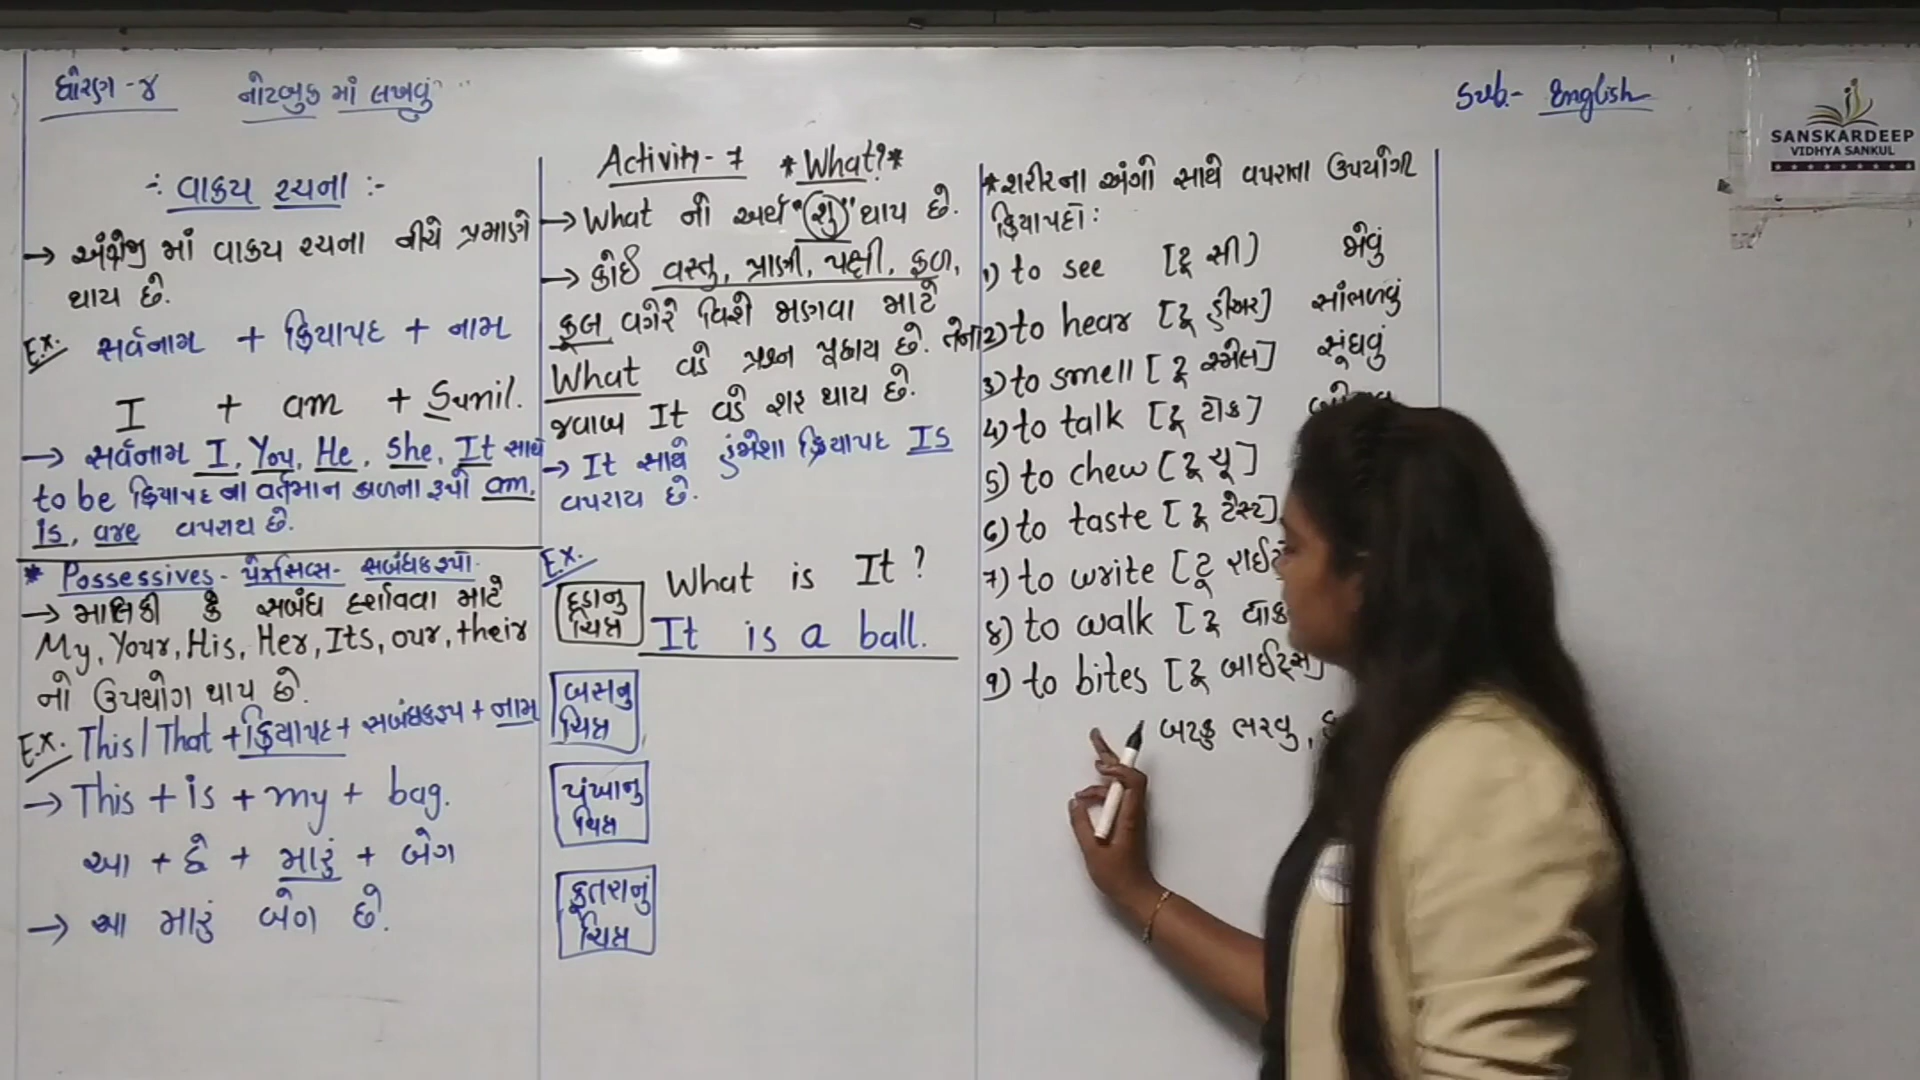 ધોરણ - ૪
નોટબુક માં લખવું
Sub.- English
SANSKARDEEP
VIDHYA SANKUL
-: વાક્ય રચના :-
→ અંગ્રેજી માં વાક્ય રચના નીચે પ્રમાણે
થાય છે.
Ex. સર્વનામ + ક્રિયાપદ + નામ
I + am + Sunil.
→ સર્વનામ I, You, He, She, It સાથે
to be ક્રિયાપદ ના વર્તમાન કાળના રૂપો am,
is, are વપરાય છે.
* Possessives - પઝેસિવ્સ - સબંધકરૂપો
→ માલિકી કે સબંધ દર્શાવવા માટે
My, Your, His, Her, Its, our, their
નો ઉપયોગ થાય છે.
Ex. This/That + ક્રિયાપદ + સબંધકરૂપ + નામ
→ This + is + my + bag.
આ + છે + મારું + બેગ
→ આ મારું બેગ છે.
Activity - 7 * What? *
→ What નો અર્થ "શુ" થાય છે.
→ કોઈ વસ્તુ, પ્રાણી, પક્ષી, ફળ,
ફૂલ વગેરે વિશે જાણવા માટે
What વડે પ્રશ્ન પૂછાય છે. તેનો
જવાબ It વડે શરૂ થાય છે.
→ It સાથે હંમેશા ક્રિયાપદ Is
વપરાય છે.
Ex.
દડાનુ
ચિત્ર
What is It?
It is a ball.
બસનુ
ચિત્ર
પંખાનુ
ચિત્ર
કૂતરાનું
ચિત્ર
* શરીરના અંગો સાથે વપરાતા ઉપયોગી
ક્રિયાપદો:
1) to see [ટૂ સી] જોવું
2) to hear [ટૂ હીઅર] સાંભળવું
3) to smell [ટૂ સ્મેલ] સૂંઘવું
4) to talk [ટૂ ટોક]
5) to chew [ટૂ ચૂ]
6) to taste [ટૂ ટેસ્ટ]
7) to write [ટૂ
8) to walk [ટૂ
9) to bites [ટૂ બાઈટ્સ]
બટકુ ભરવુ,